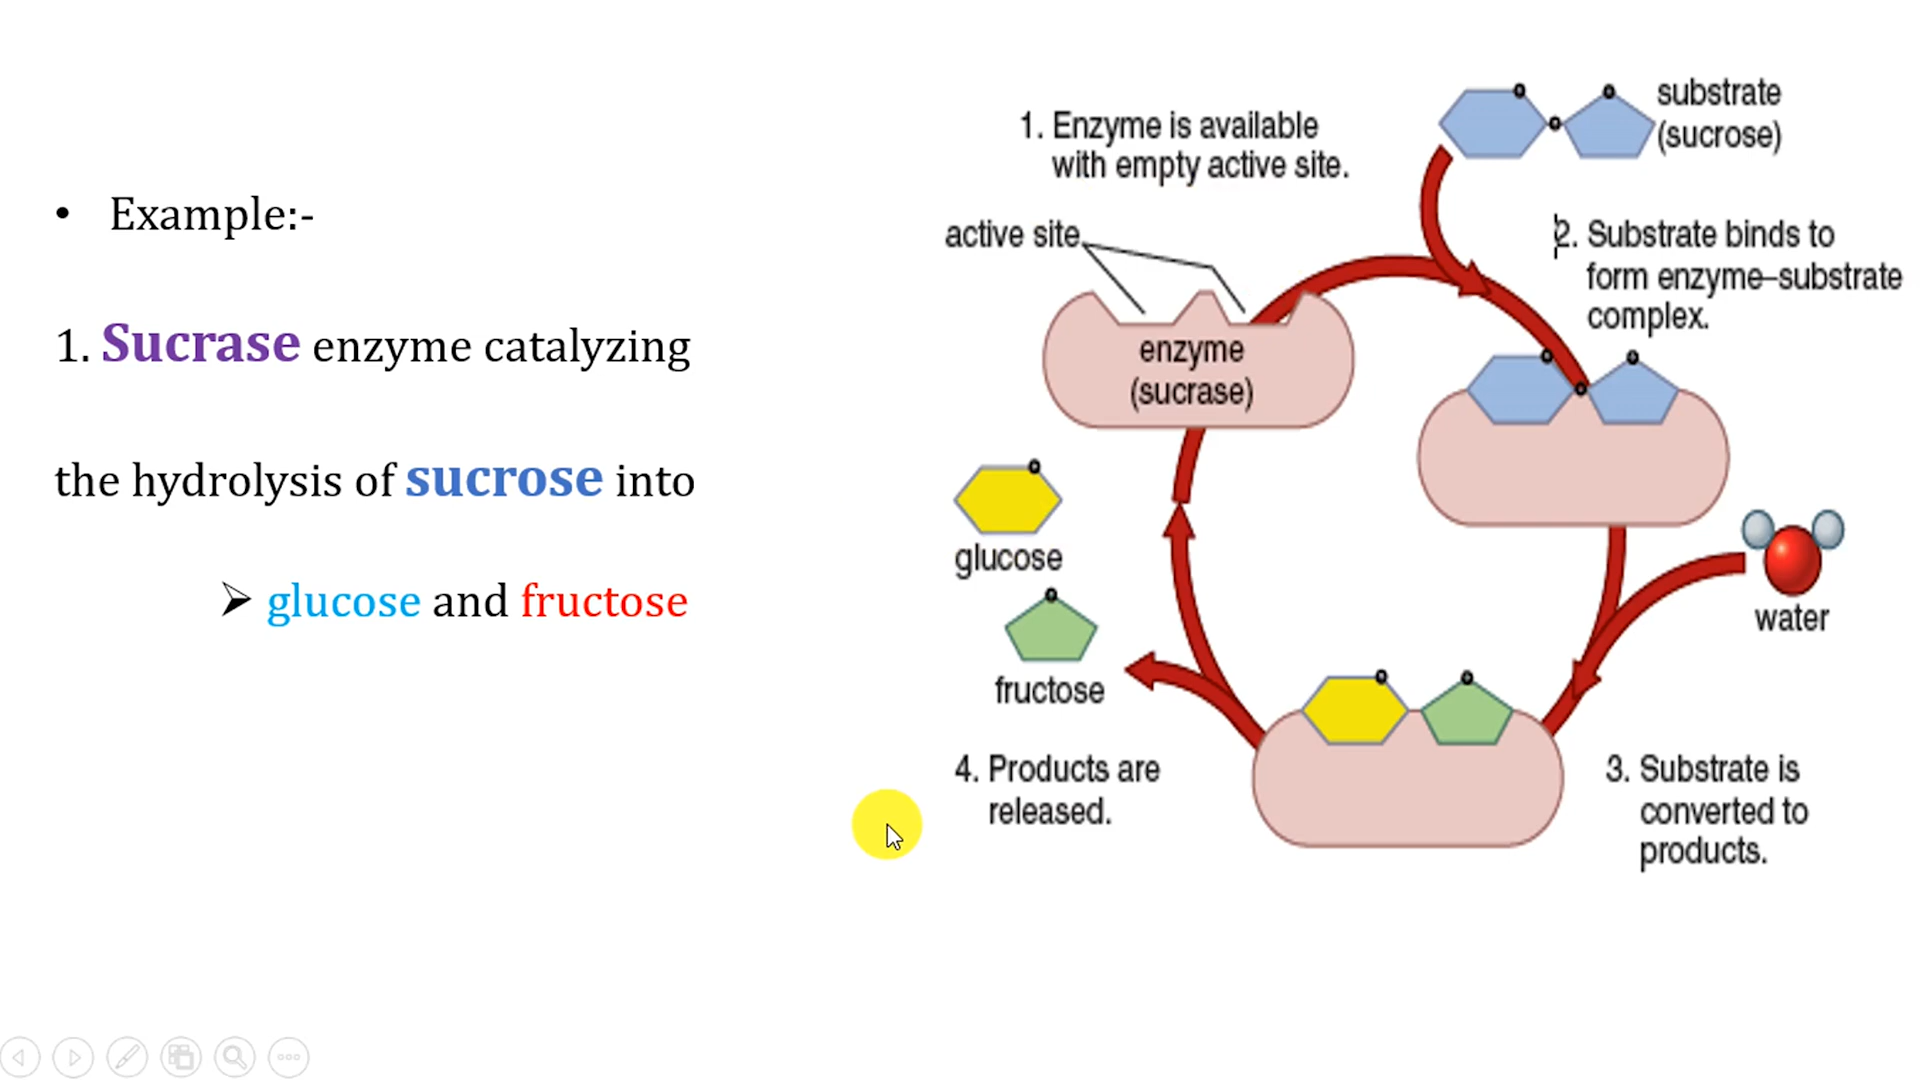 • Example:-
1. Sucrase enzyme catalyzing
the hydrolysis of sucrose into
➢ glucose and fructose
substrate
(sucrose)
1. Enzyme is available
with empty active site.
active site
2. Substrate binds to
form enzyme–substrate
complex.
enzyme
(sucrase)
glucose
water
fructose
4. Products are
released.
3. Substrate is
converted to
products.